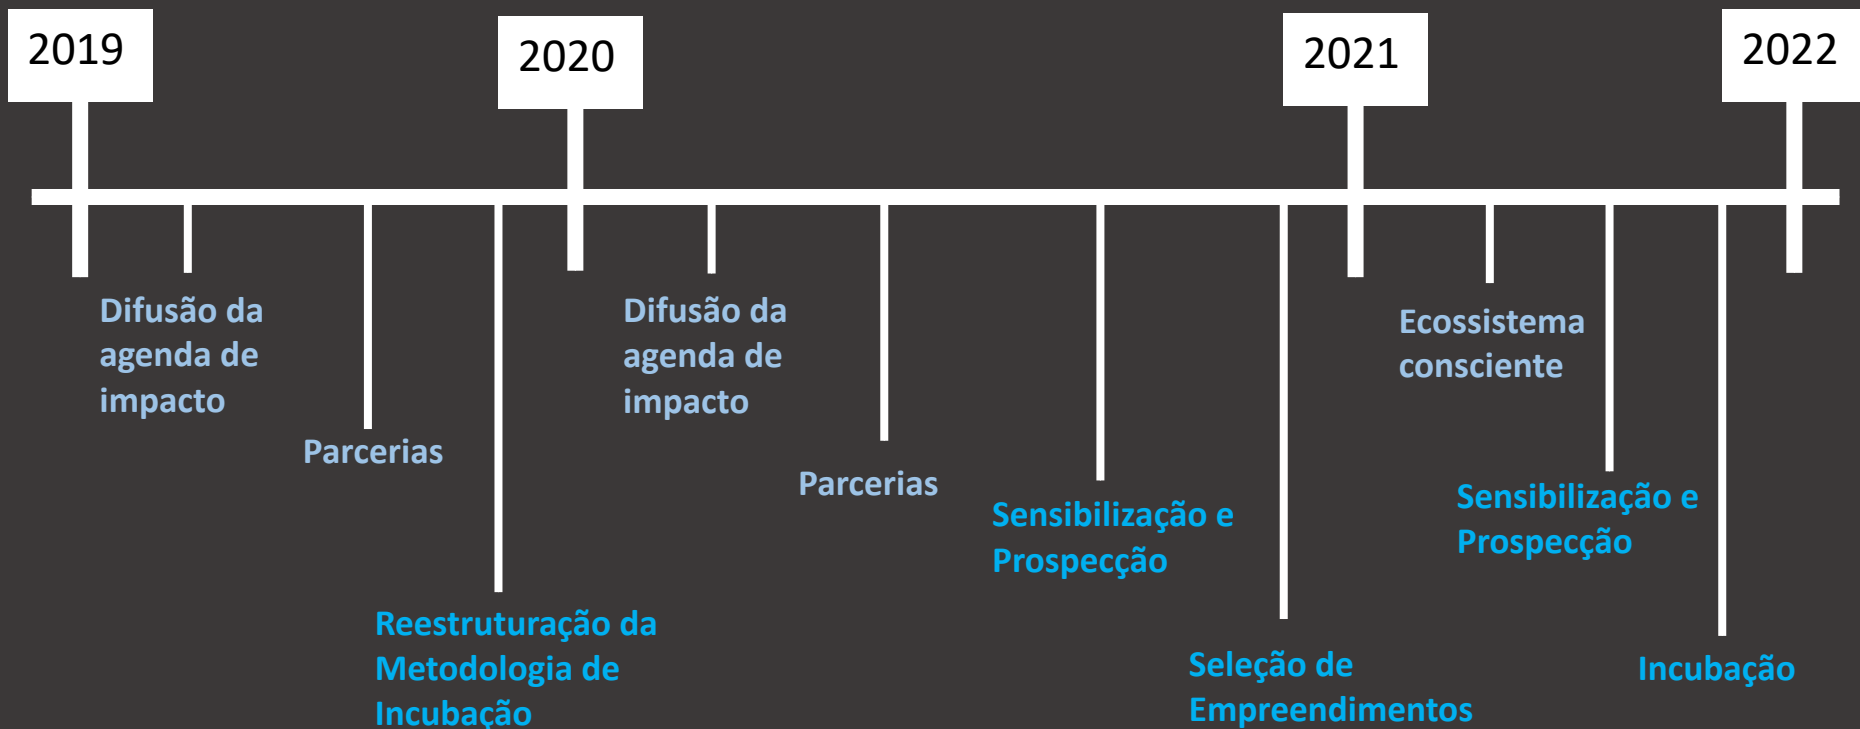 2019
2020
2021
2022
Difusão da
agenda de
impacto
Parcerias
Reestruturação da
Metodologia de
Incubação
Difusão da
agenda de
impacto
Parcerias
Sensibilização e
Prospecção
Seleção de
Empreendimentos
Ecossistema
consciente
Sensibilização e
Prospecção
Incubação